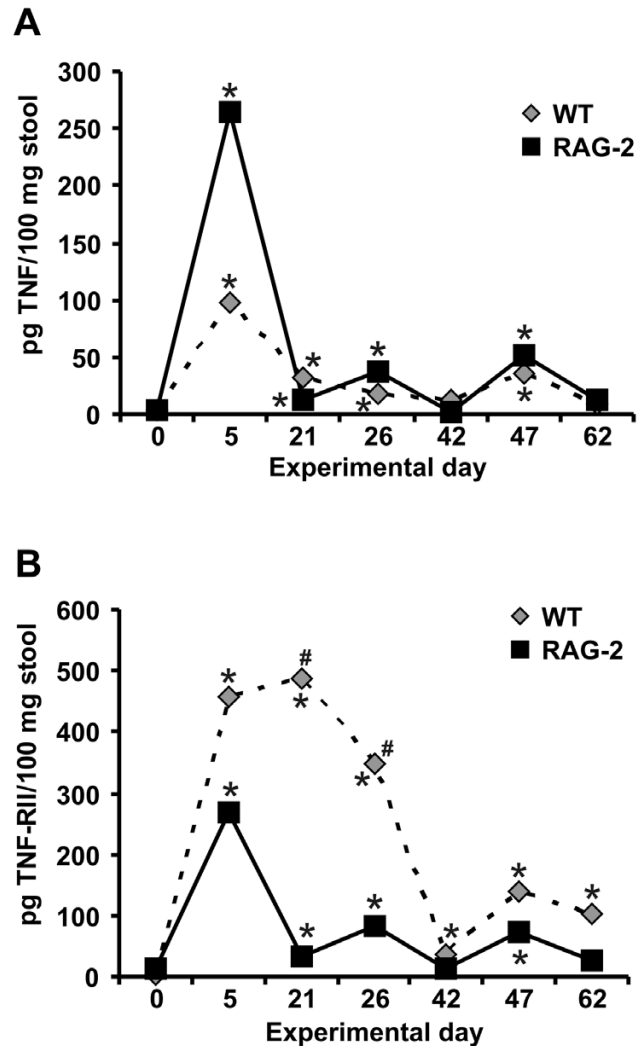 A
300
250
200
150
100
50
0
pg TNF/100 mg stool
WT
RAG-2
*
*
*
*
*
*
*
*
0 5 21 26 42 47 62
Experimental day
B
600
500
400
300
200
100
0
pg TNF-RII/100 mg stool
WT
RAG-2
#
*
*
#
*
*
*
*
*
*
*
*
0 5 21 26 42 47 62
Experimental day